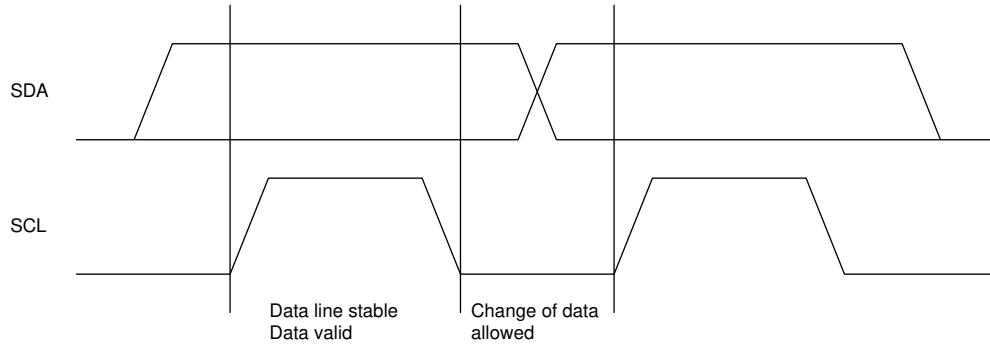 SDA
SCL
Data line stable
Data valid
Change of data
allowed